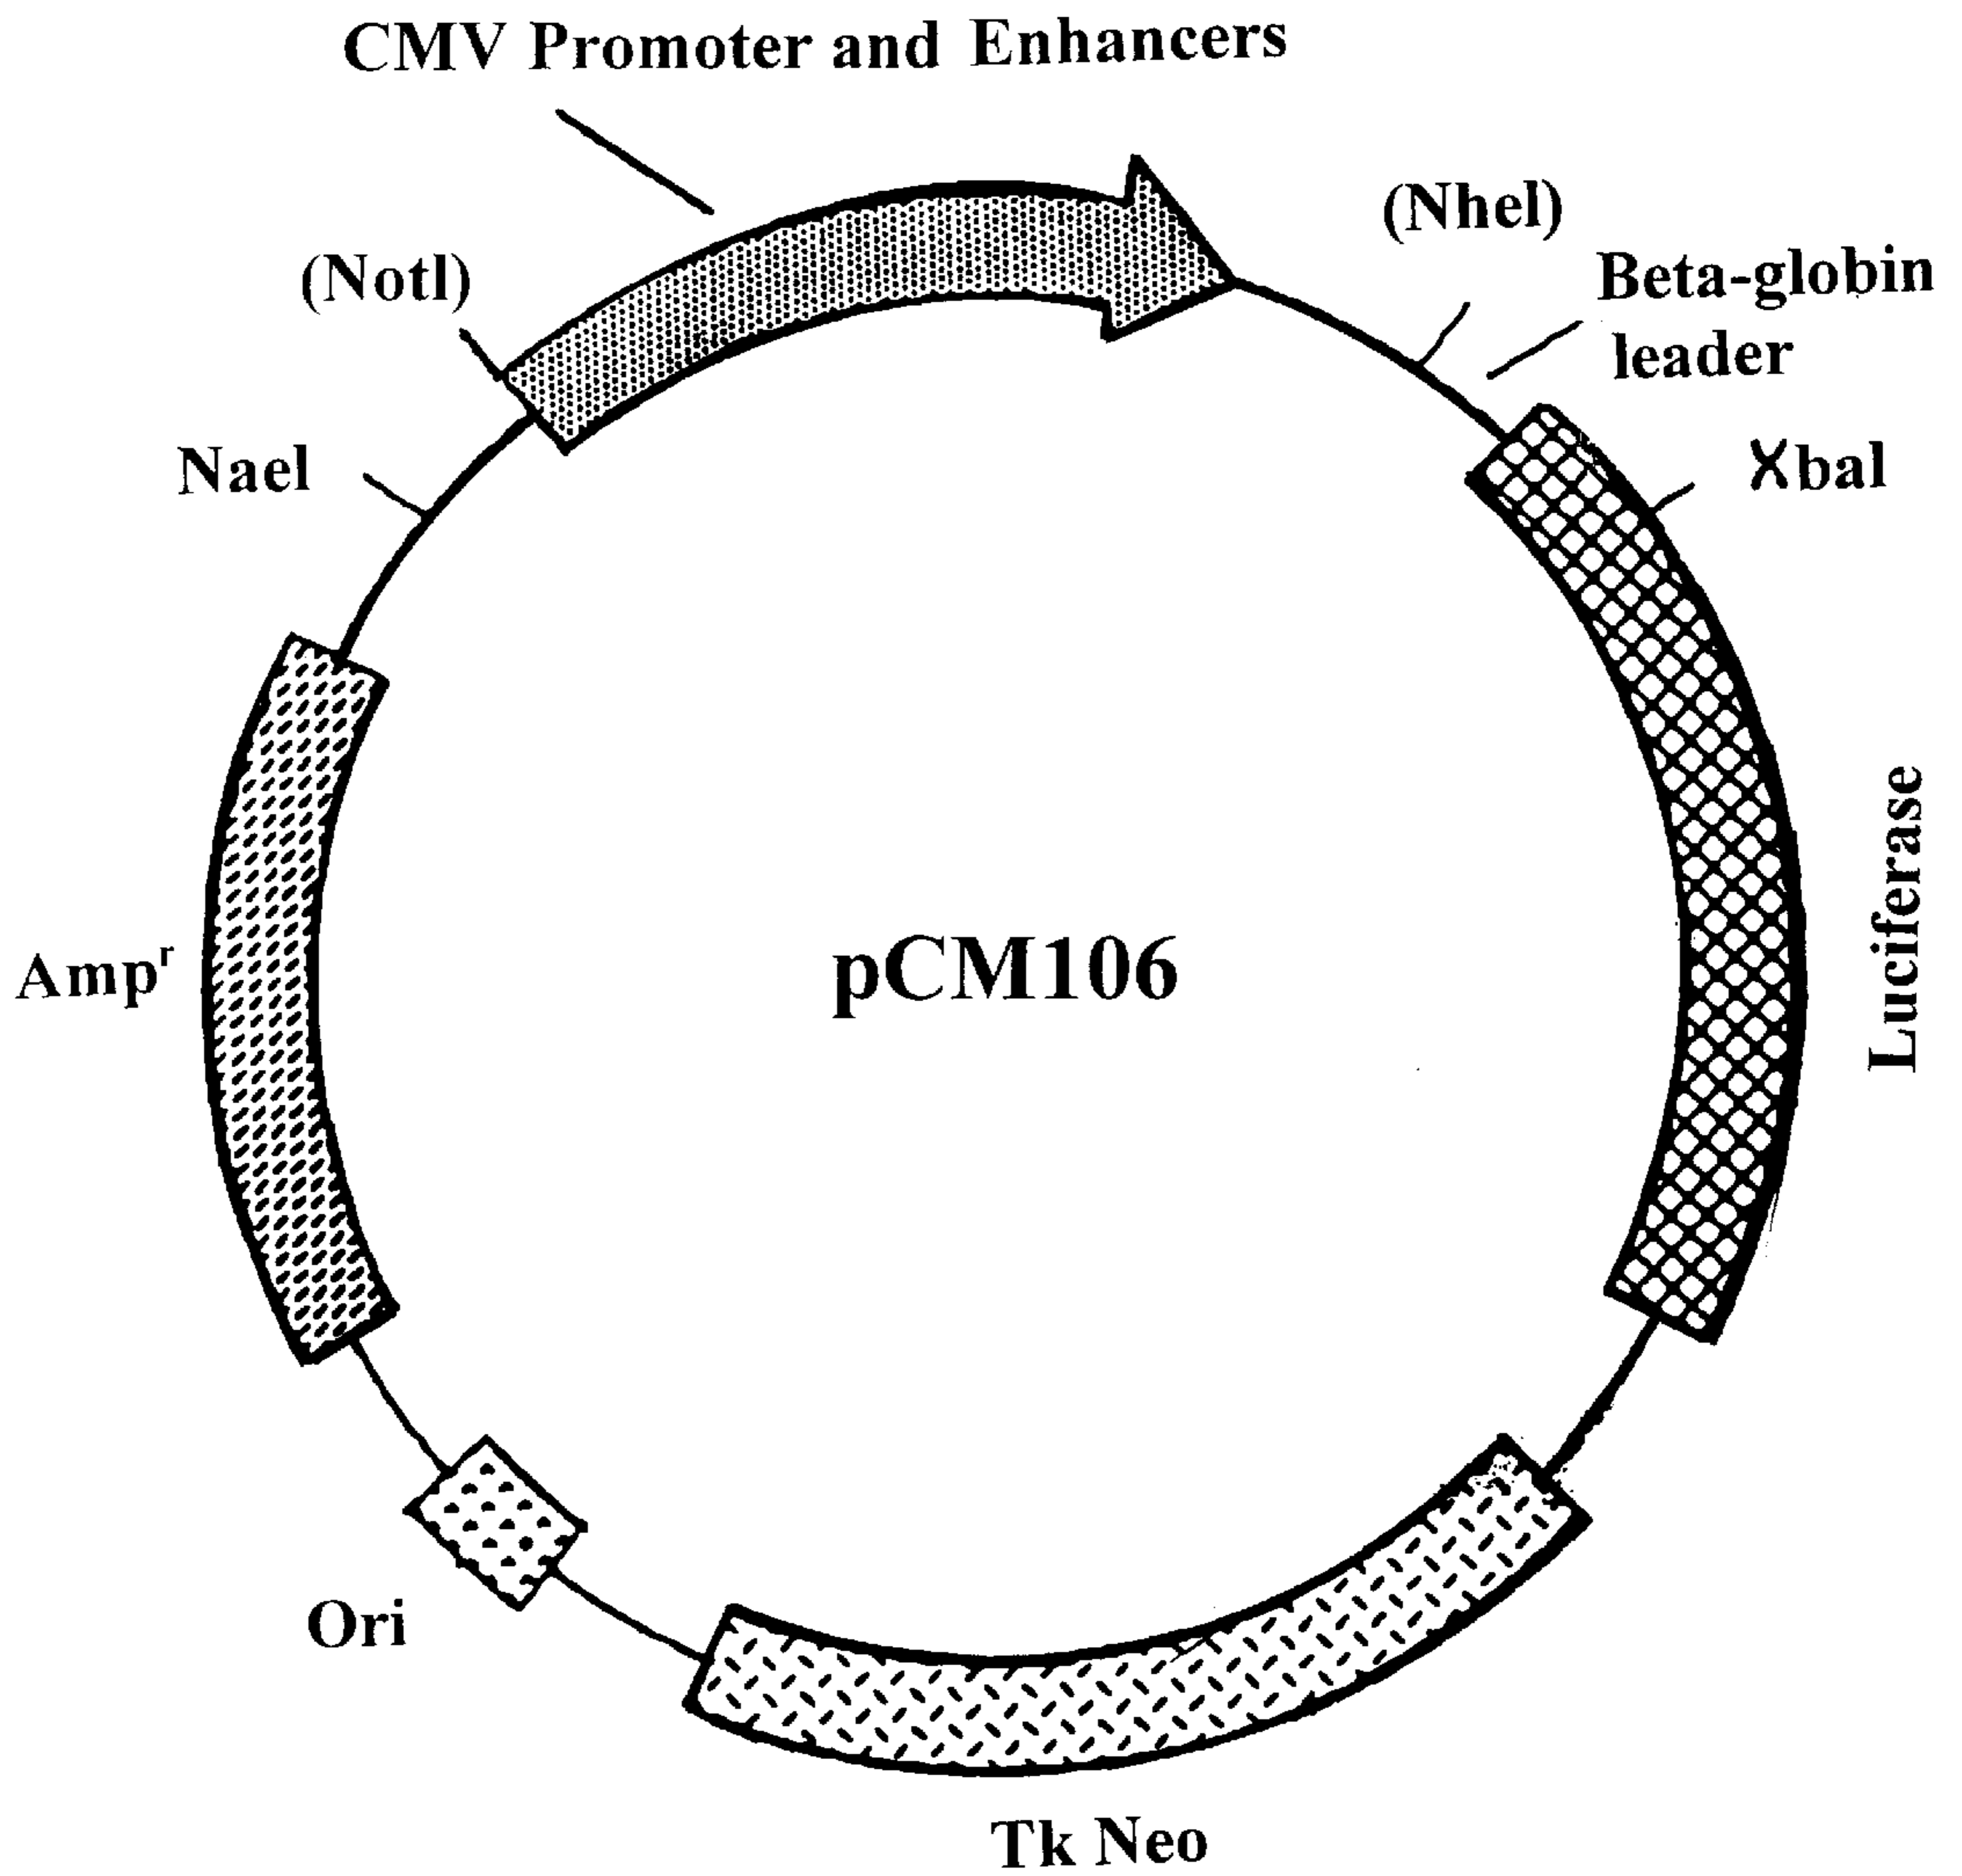 CMV Promoter and Enhancers
(NheI)
(NotI)
Beta-globin
leader
NaeI
XbaI
Luciferase
Ampʳ
pCM106
Ori
Tk Neo